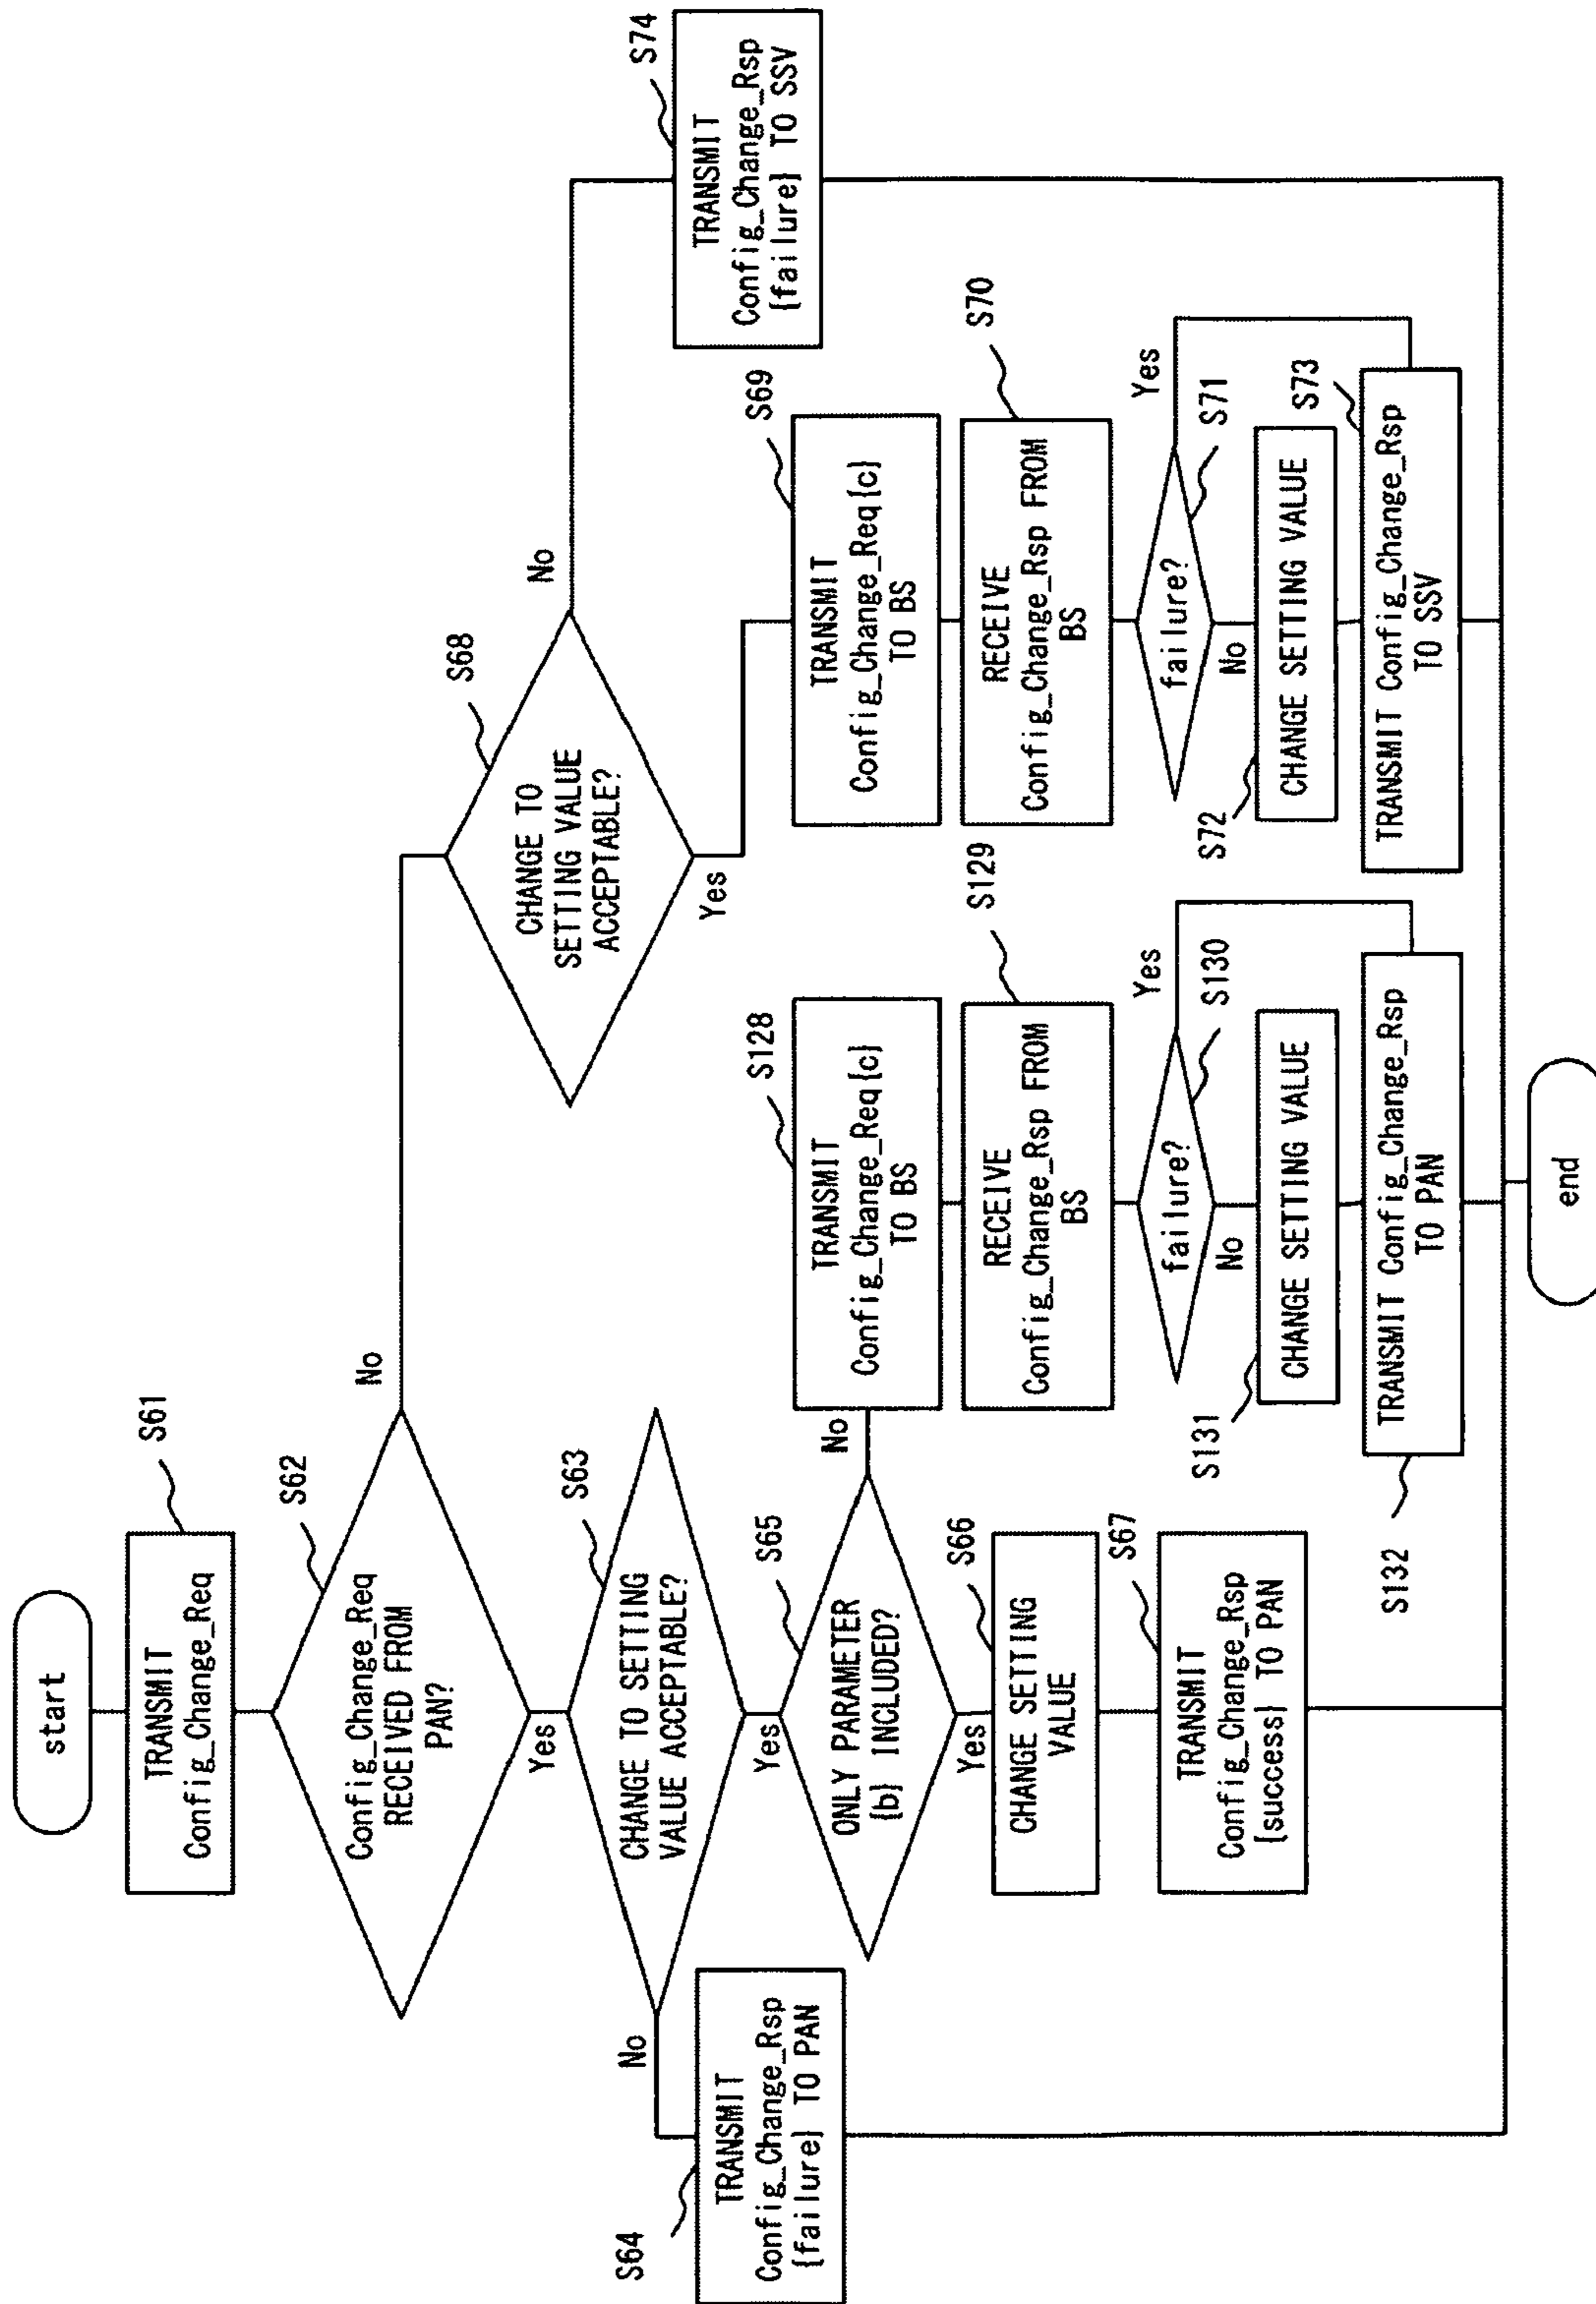 start
TRANSMIT
Config_Change_Req
S61
Config_Change_Req
RECEIVED FROM
PAN?
S62
No
Yes
CHANGE TO SETTING
VALUE ACCEPTABLE?
S63
No
Yes
TRANSMIT
Config_Change_Rsp
{failure} TO PAN
S64
ONLY PARAMETER
{b} INCLUDED?
S65
No
Yes
CHANGE SETTING
VALUE
S66
TRANSMIT
Config_Change_Rsp
{success} TO PAN
S67
TRANSMIT
Config_Change_Req{c}
TO BS
S128
RECEIVE
Config_Change_Rsp FROM
BS
S129
failure?
S130
Yes
No
CHANGE SETTING VALUE
S131
TRANSMIT Config_Change_Rsp
TO PAN
S132
CHANGE TO
SETTING VALUE
ACCEPTABLE?
S68
No
Yes
TRANSMIT
Config_Change_Req{c}
TO BS
S69
RECEIVE
Config_Change_Rsp FROM
BS
S70
failure?
S71
Yes
No
CHANGE SETTING VALUE
S72
TRANSMIT Config_Change_Rsp
TO SSV
S73
TRANSMIT
Config_Change_Rsp
{failure} TO SSV
S74
end